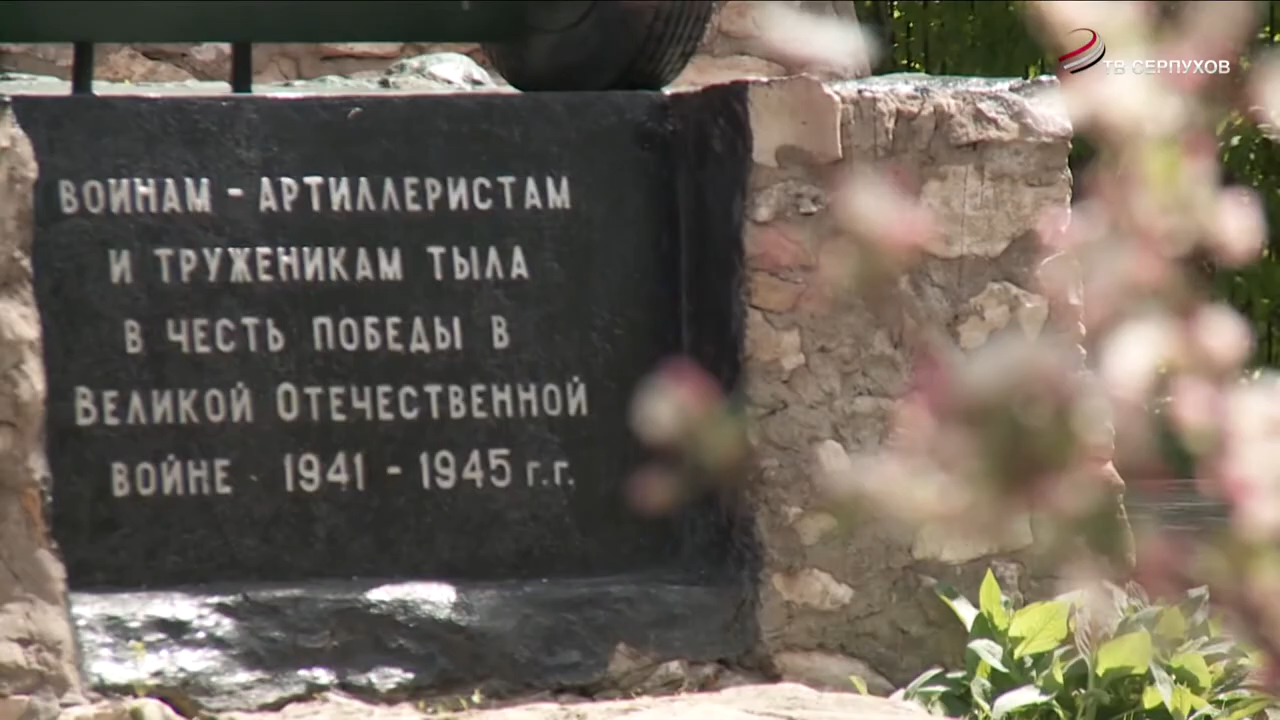 ТВ СЕРПУХОВ
ВОИНАМ - АРТИЛЛЕРИСТАМ
И ТРУЖЕНИКАМ ТЫЛА
В ЧЕСТЬ ПОБЕДЫ В
ВЕЛИКОЙ ОТЕЧЕСТВЕННОЙ
ВОЙНЕ 1941 - 1945 г.г.